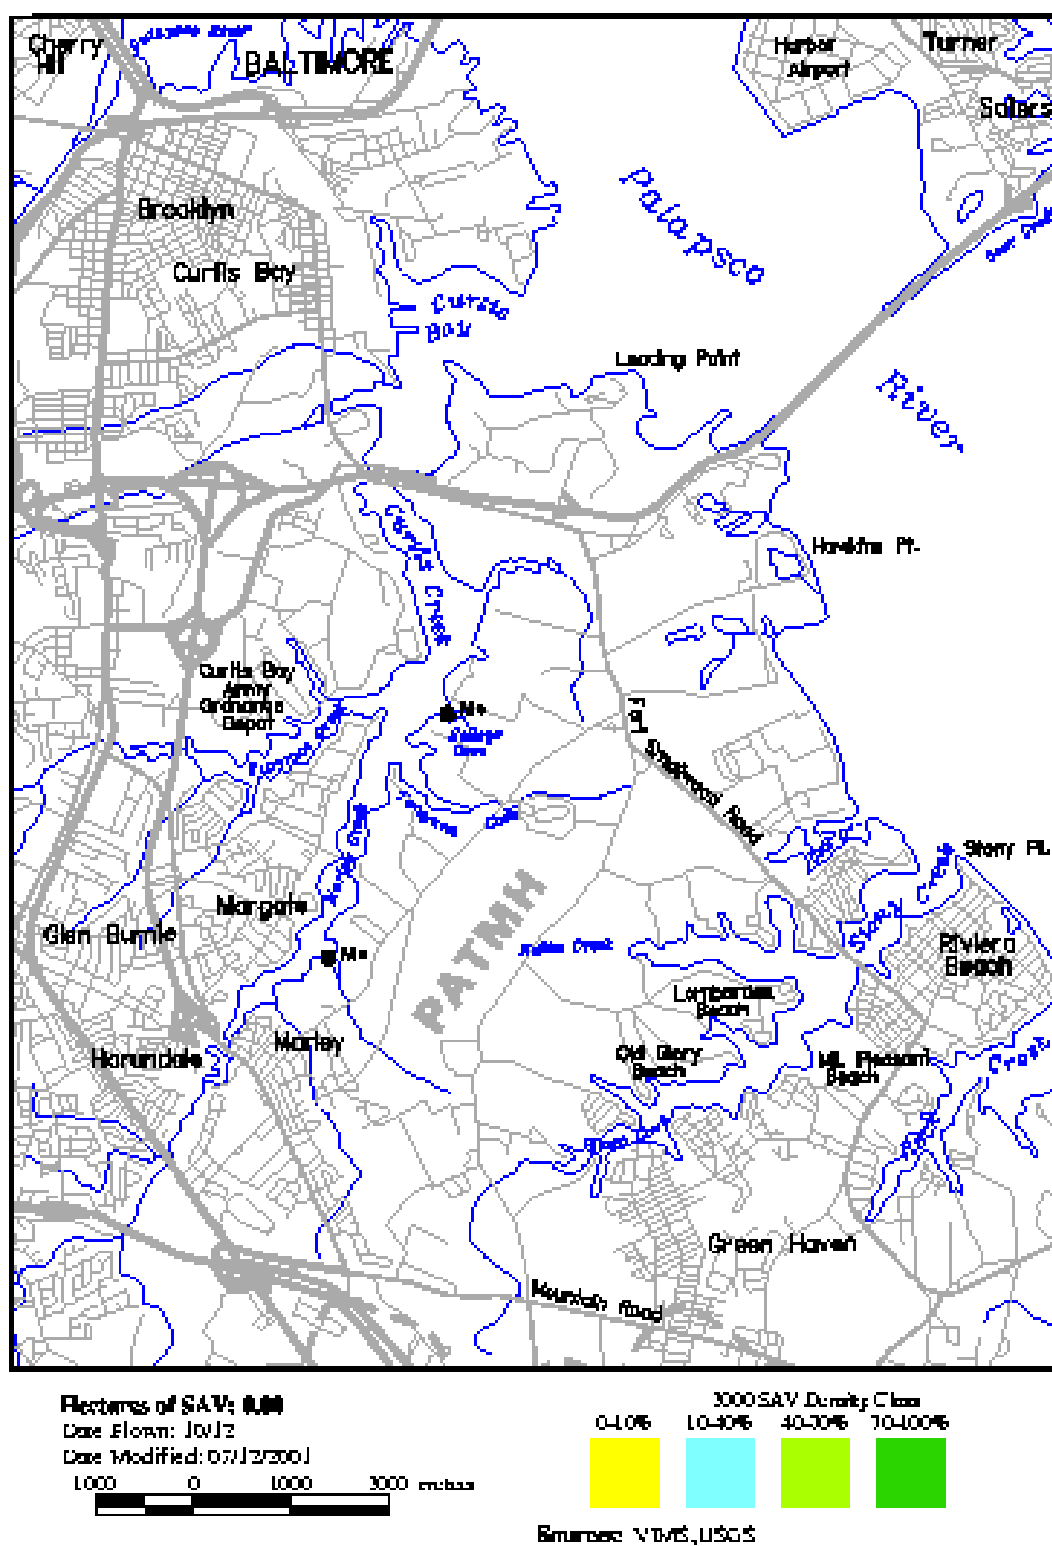 Cherry
Hill
BALTIMORE
Harbor
Airport
Turner
Sollers
Patapsco
River
Brooklyn
Curtis Bay
Curtis
Bay
Leading Point
Hawkins Pt.
Curtis Creek
Curtis Bay
Army
Ordnance
Depot
Furnace Creek
Fort Smallwood Road
Stony Pt.
Margate
Glen Burnie
PATMH
Riviera
Beach
Lombardee
Beach
Old Glory
Beach
Mt. Pleasant
Beach
Marley
Harundale
Creek
Green Haven
Mountain Road
Hectares of SAV: 0.00
Date Flown: 10/12
Date Modified: 07/12/2001
1000 0 1000 2000 meters
2000 SAV Density Class
0-10% 10-40% 40-70% 70-100%
Sources: VIMS, USGS